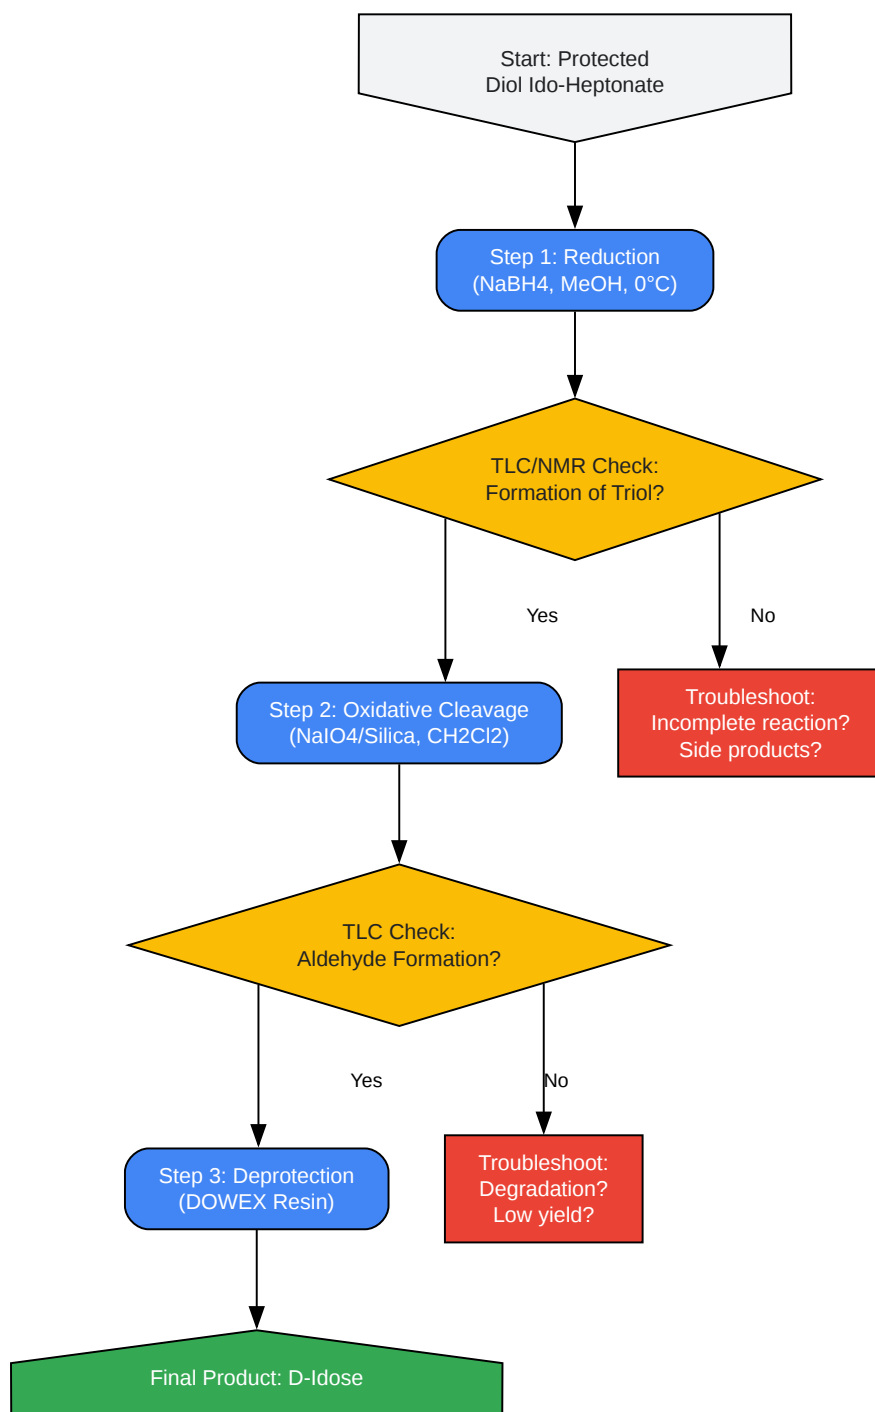 Start: Protected
Diol Ido-Heptonate
Step 1: Reduction
(NaBH4, MeOH, 0°C)
TLC/NMR Check:
Formation of Triol?
Yes
No
Step 2: Oxidative Cleavage
(NaIO4/Silica, CH2Cl2)
Troubleshoot:
Incomplete reaction?
Side products?
TLC Check:
Aldehyde Formation?
Yes
No
Step 3: Deprotection
(DOWEX Resin)
Troubleshoot:
Degradation?
Low yield?
Final Product: D-Idose